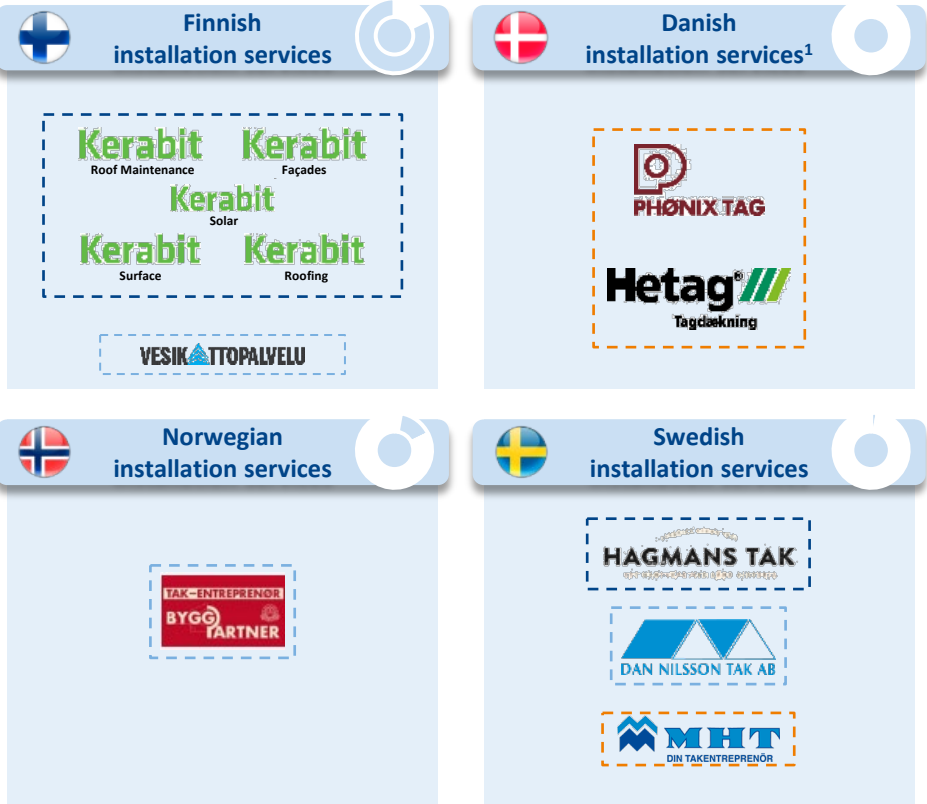 Finnish
installation services
Kerabit
Roof Maintenance
Kerabit
Façades
Kerabit
Solar
Kerabit
Surface
Kerabit
Roofing
VESIKATTOPALVELU
Danish
installation services¹
PHØNIX TAG
Hetag®
Tagdækning
Norwegian
installation services
TAK-ENTREPRENØR
BYGG
PARTNER
Swedish
installation services
HAGMANS TAK
DAN NILSSON TAK AB
MHT
DIN TAKENTREPRENÖR